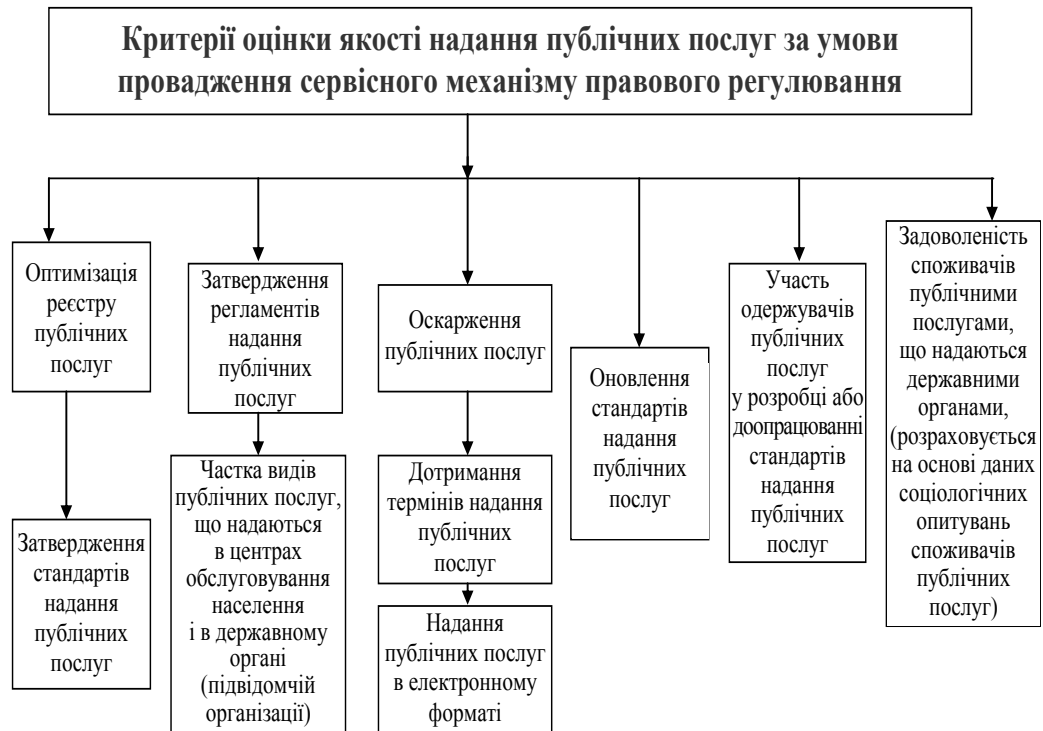 Критерії оцінки якості надання публічних послуг за умови
провадження сервісного механізму правового регулювання
Оптимізація
реєстру
публічних
послуг
Затвердження
стандартів
надання
публічних
послуг
Затвердження
регламентів
надання
публічних
послуг
Частка видів
публічних послуг,
що надаються
в центрах
обслуговування
населення
і в державному
органі
(підвідомчій
організації)
Оскарження
публічних послуг
Дотримання
термінів надання
публічних
послуг
Надання
публічних послуг
в електронному
форматі
Оновлення
стандартів
надання
публічних
послуг
Участь
одержувачів
публічних
послуг
у розробці або
доопрацюванні
стандартів
надання
публічних
послуг
Задоволеність
споживачів
публічними
послугами,
що надаються
державними
органами,
(розраховується
на основі даних
соціологічних
опитувань
споживачів
публічних
послуг)